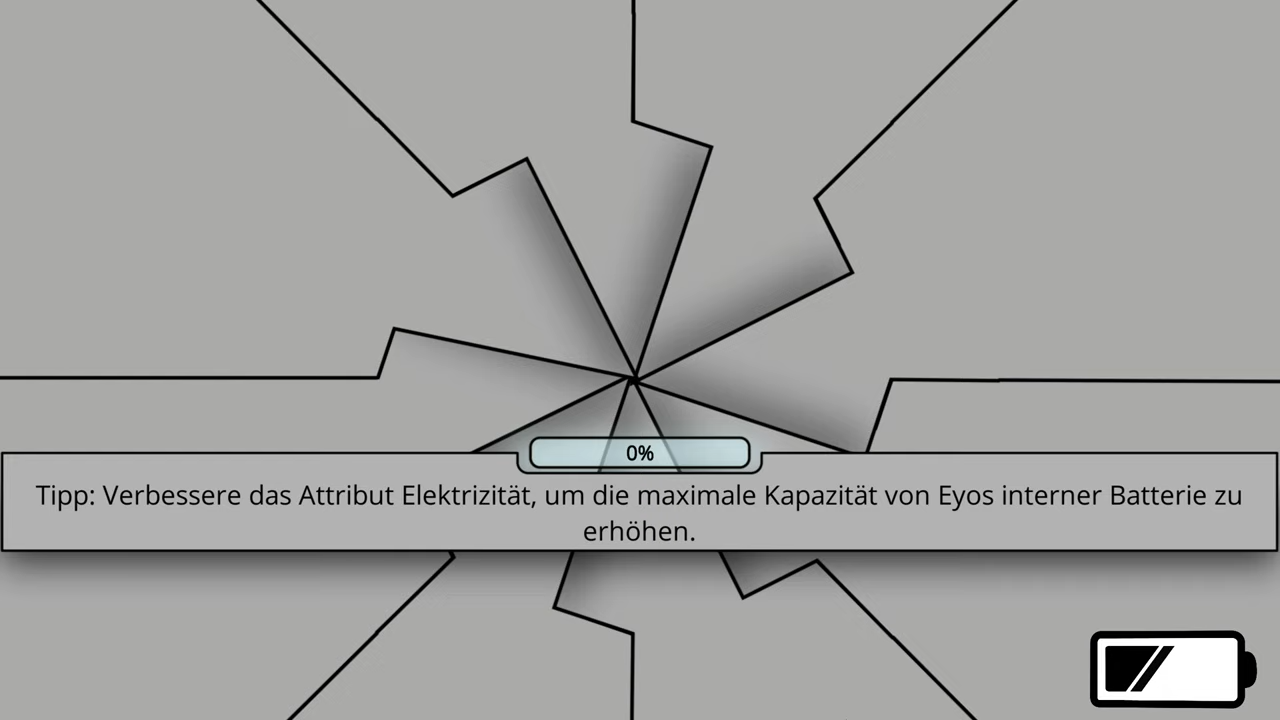 0%
Tipp: Verbessere das Attribut Elektrizität, um die maximale Kapazität von Eyos interner Batterie zu
erhöhen.